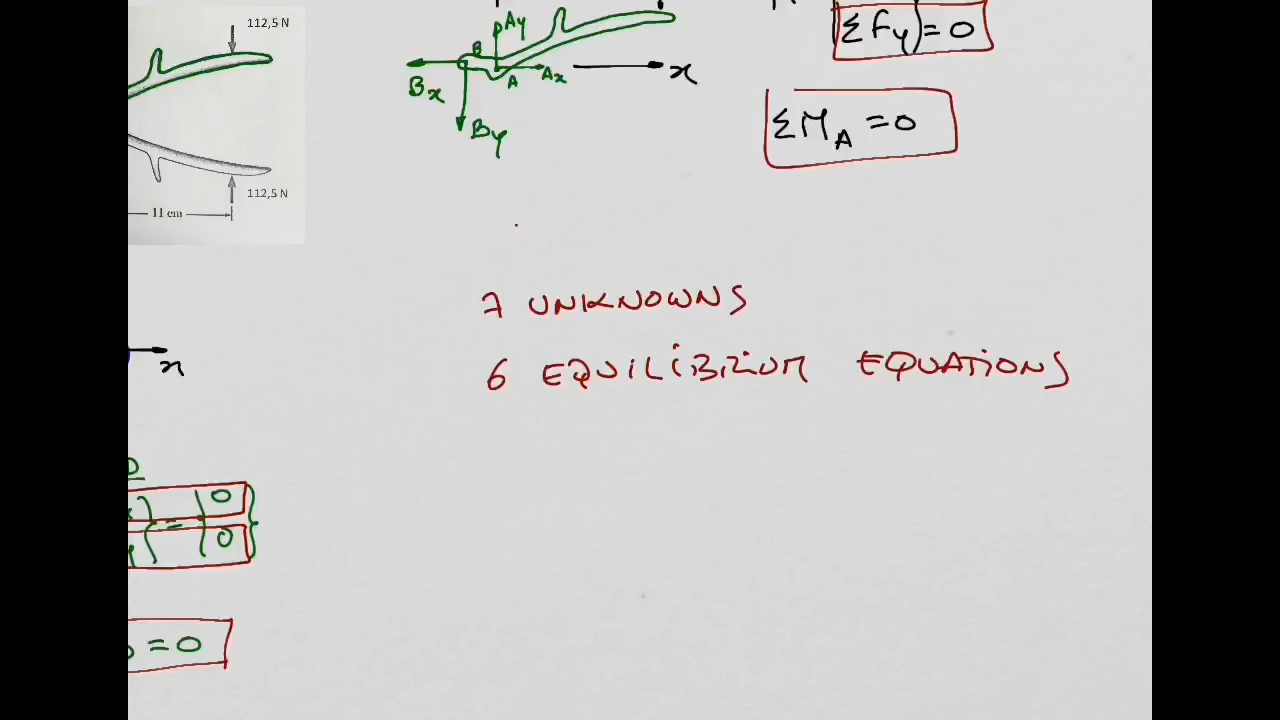 112,5 N
112,5 N
11 cm
Ay
B
A
Ax
x
Bx
By
ΣFy = 0
ΣM_A = 0
7 UNKNOWNS
6 EQUILIBRIUM EQUATIONS
x
= 0
0
= 0